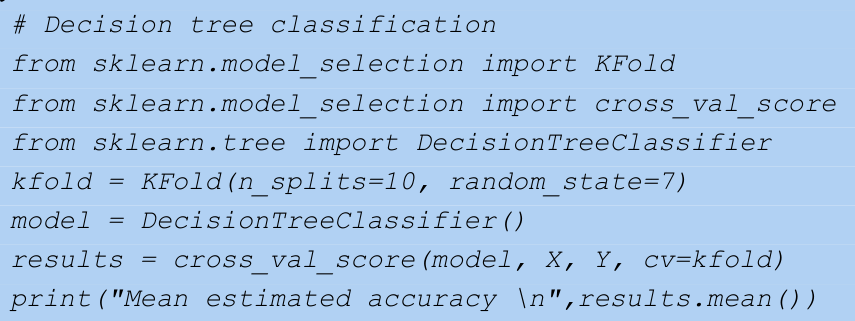 # Decision tree classification
from sklearn.model_selection import KFold
from sklearn.model_selection import cross_val_score
from sklearn.tree import DecisionTreeClassifier
kfold = KFold(n_splits=10, random_state=7)
model = DecisionTreeClassifier()
results = cross_val_score(model, X, Y, cv=kfold)
print("Mean estimated accuracy \n",results.mean())